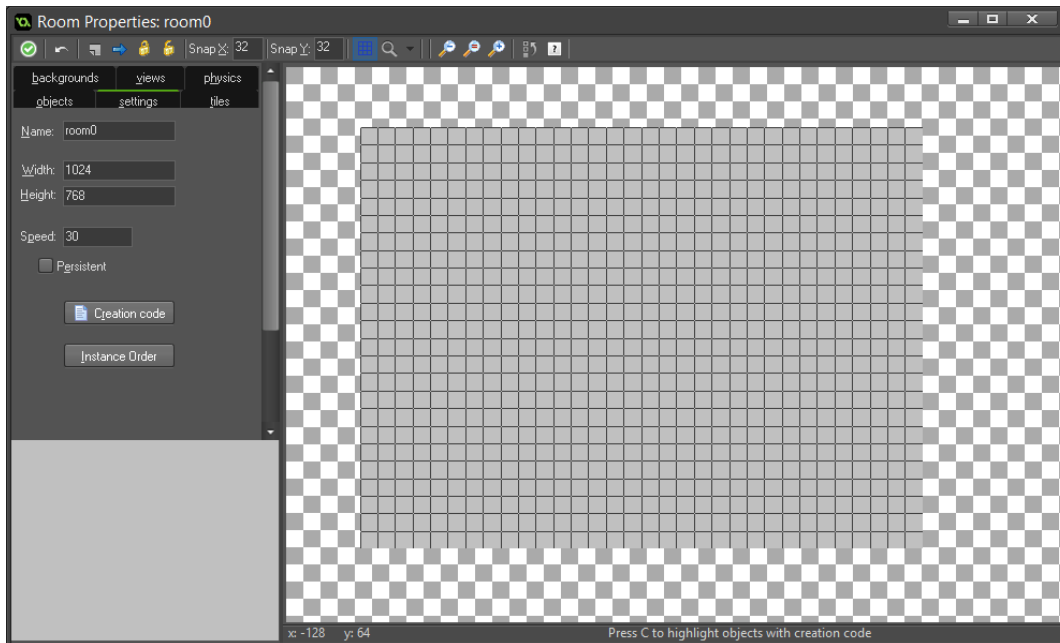 Room Properties: room0
Snap X: 32 Snap Y: 32
backgrounds views physics
objects settings tiles
Name: room0
Width: 1024
Height: 768
Speed: 30
Persistent
Creation code
Instance Order
x: -128 y: 64 Press C to highlight objects with creation code